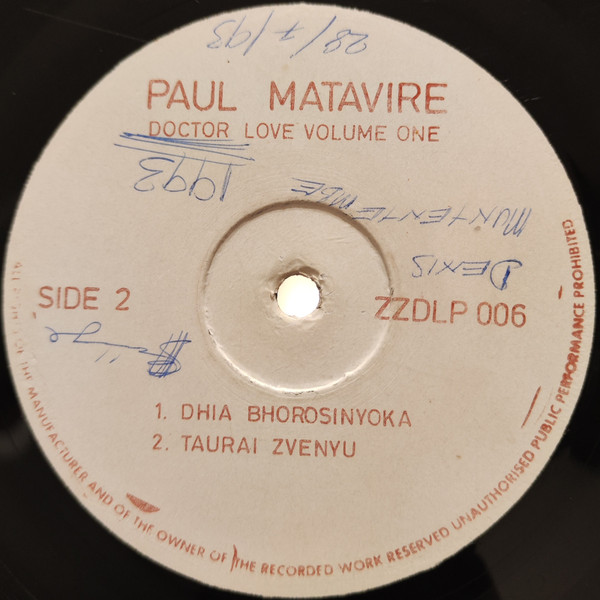 28/7/93
PAUL MATAVIRE
DOCTOR LOVE VOLUME ONE
1993
DENIS
SIDE 2
ZZDLP 006
1. DHIA BHOROSINYOKA
2. TAURAI ZVENYU
THE MANUFACTURER AND OF THE OWNER OF THE RECORDED WORK RESERVED UNAUTHORISED PUBLIC PERFORMANCE PROHIBITED